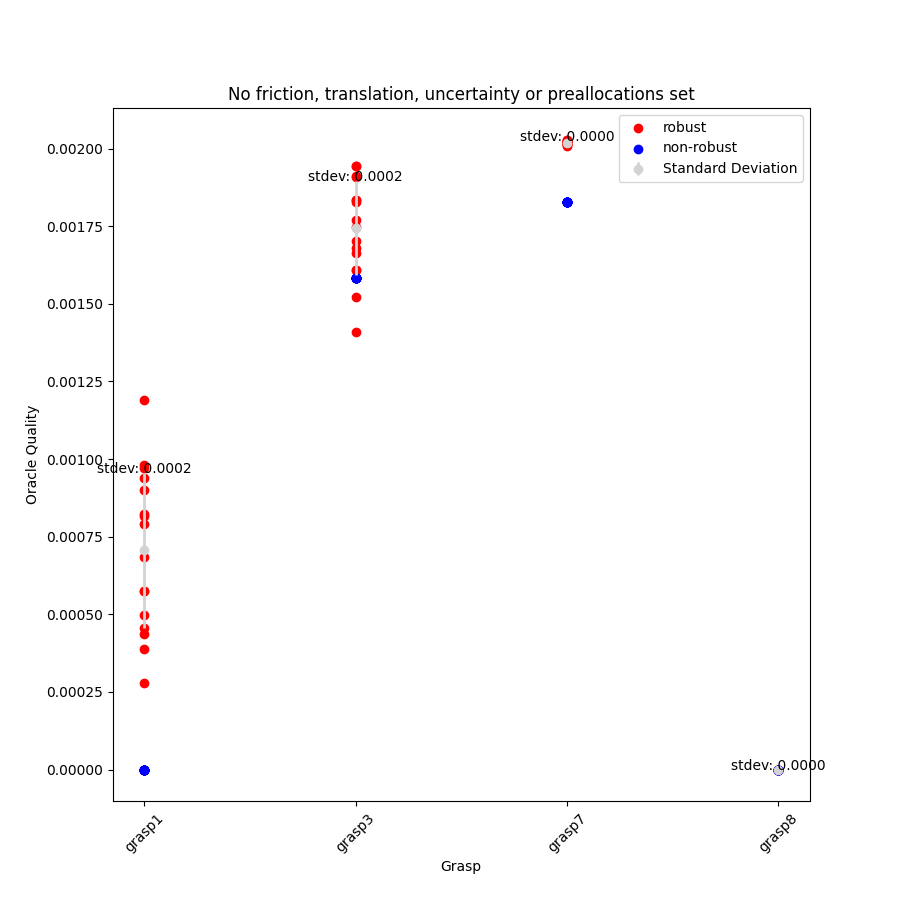 No friction, translation, uncertainty or preallocations set
robust
non-robust
Standard Deviation
stdev: 0.0000
stdev: 0.0002
stdev: 0.0002
stdev: 0.0000
0.00200
0.00175
0.00150
0.00125
0.00100
0.00075
0.00050
0.00025
0.00000
Oracle Quality
grasp1
grasp3
grasp7
grasp8
Grasp